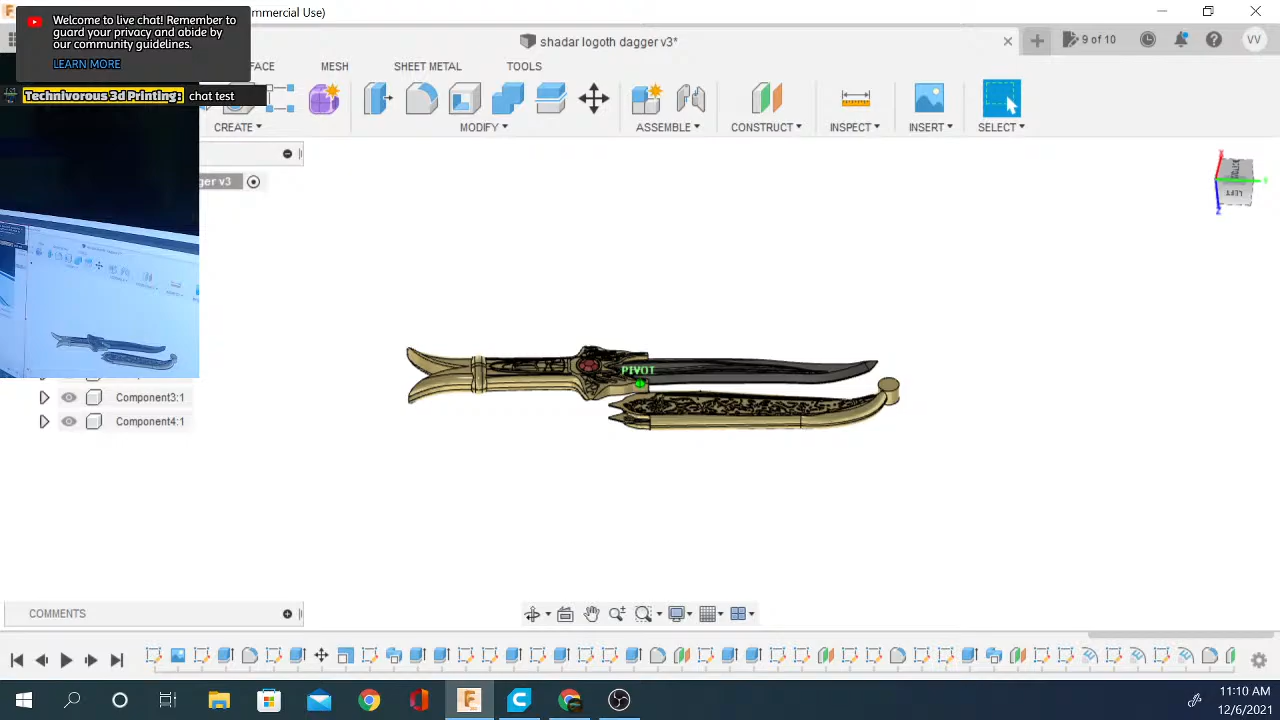 Welcome to live chat! Remember to
guard your privacy and abide by
our community guidelines.
LEARN MORE
Technivorous 3d Printing: chat test
mmercial Use)
shadar logoth dagger v3*
9 of 10
VV
FACE
MESH
SHEET METAL
TOOLS
CREATE
MODIFY
ASSEMBLE
CONSTRUCT
INSPECT
INSERT
SELECT
ger v3
X
LEFT
Z
PIVOT
Component3:1
Component4:1
COMMENTS
11:10 AM
12/6/2021